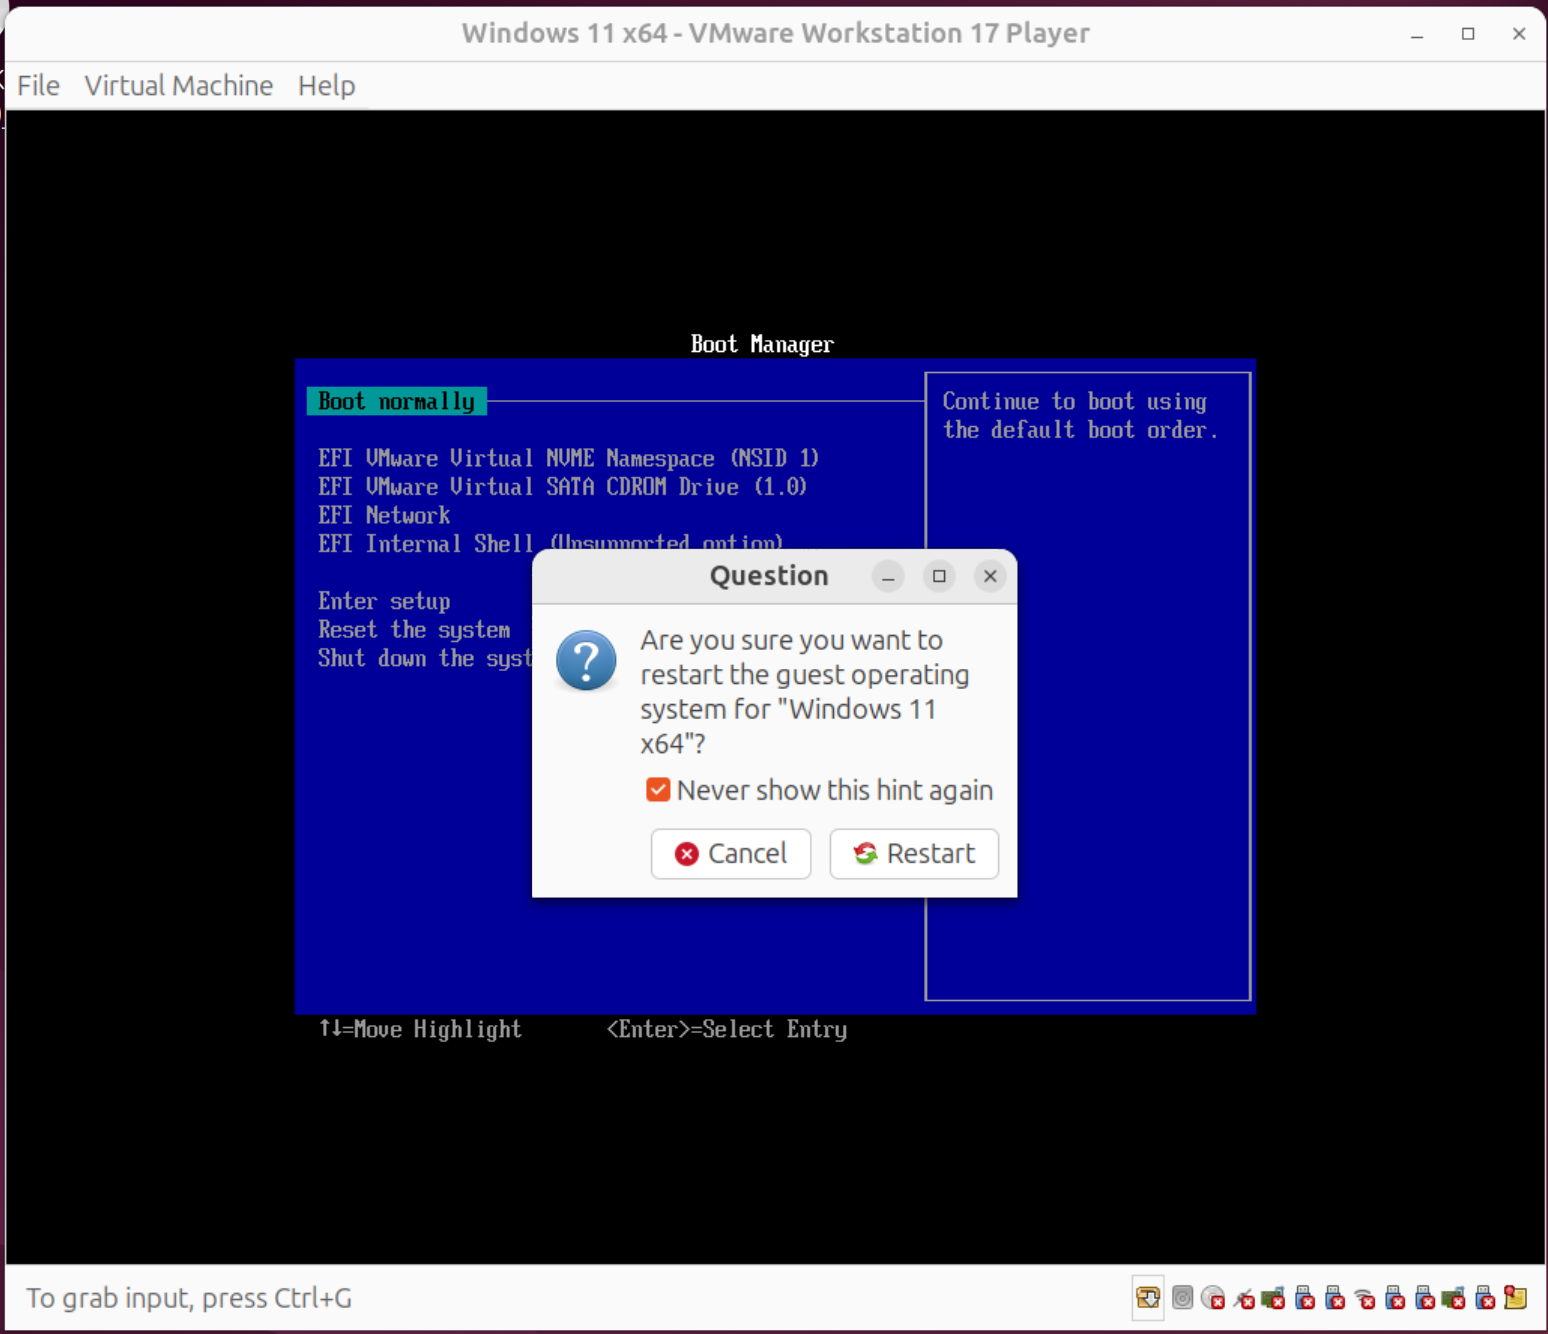 Windows 11 x64 - VMware Workstation 17 Player
File Virtual Machine Help
Boot Manager
Boot normally
Continue to boot using
the default boot order.
EFI VMware Virtual NVME Namespace (NSID 1)
EFI VMware Virtual SATA CDROM Drive (1.0)
EFI Network
EFI Internal Shell (Unsupported option)
Enter setup
Reset the system
Shut down the syst
Question
Are you sure you want to
restart the guest operating
system for "Windows 11
x64"?
Never show this hint again
Cancel
Restart
↑↓=Move Highlight <Enter>=Select Entry
To grab input, press Ctrl+G